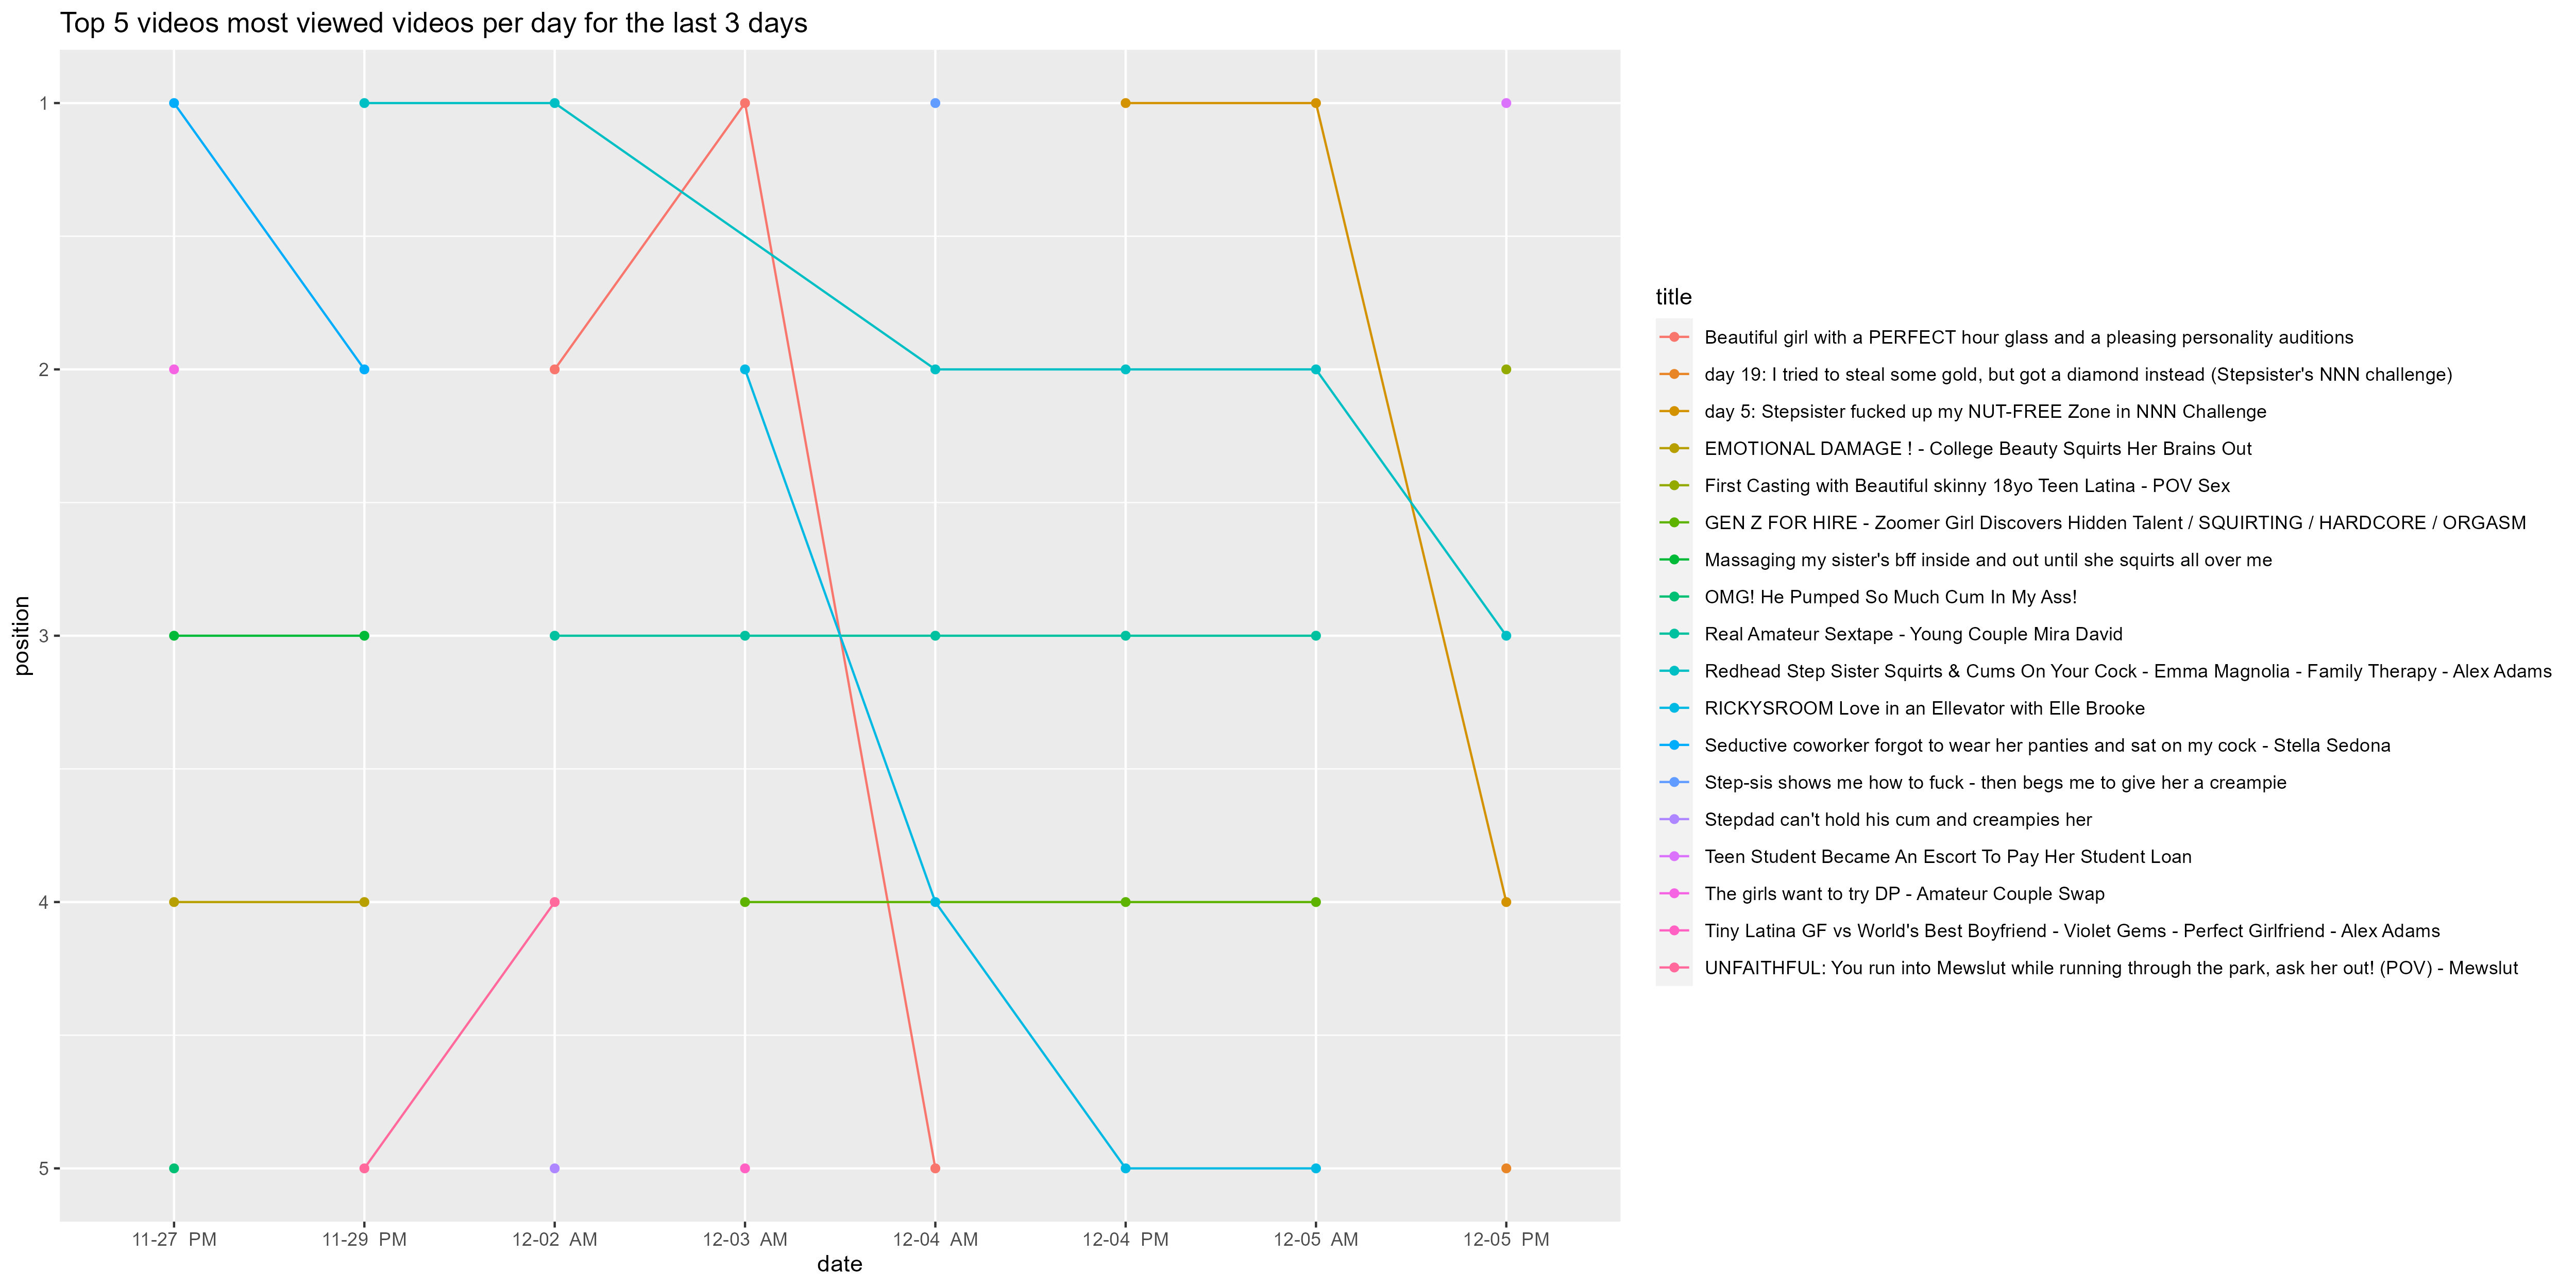 Top 5 videos most viewed videos per day for the last 3 days
position
1
2
3
4
5
11-27 PM
11-29 PM
12-02 AM
12-03 AM
12-04 AM
12-04 PM
12-05 AM
12-05 PM
date
title
Beautiful girl with a PERFECT hour glass and a pleasing personality auditions
day 19: I tried to steal some gold, but got a diamond instead (Stepsister's NNN challenge)
day 5: Stepsister fucked up my NUT-FREE Zone in NNN Challenge
EMOTIONAL DAMAGE ! - College Beauty Squirts Her Brains Out
First Casting with Beautiful skinny 18yo Teen Latina - POV Sex
GEN Z FOR HIRE - Zoomer Girl Discovers Hidden Talent / SQUIRTING / HARDCORE / ORGASM
Massaging my sister's bff inside and out until she squirts all over me
OMG! He Pumped So Much Cum In My Ass!
Real Amateur Sextape - Young Couple Mira David
Redhead Step Sister Squirts & Cums On Your Cock - Emma Magnolia - Family Therapy - Alex Adams
RICKYSROOM Love in an Ellevator with Elle Brooke
Seductive coworker forgot to wear her panties and sat on my cock - Stella Sedona
Step-sis shows me how to fuck - then begs me to give her a creampie
Stepdad can't hold his cum and creampies her
Teen Student Became An Escort To Pay Her Student Loan
The girls want to try DP - Amateur Couple Swap
Tiny Latina GF vs World's Best Boyfriend - Violet Gems - Perfect Girlfriend - Alex Adams
UNFAITHFUL: You run into Mewslut while running through the park, ask her out! (POV) - Mewslut